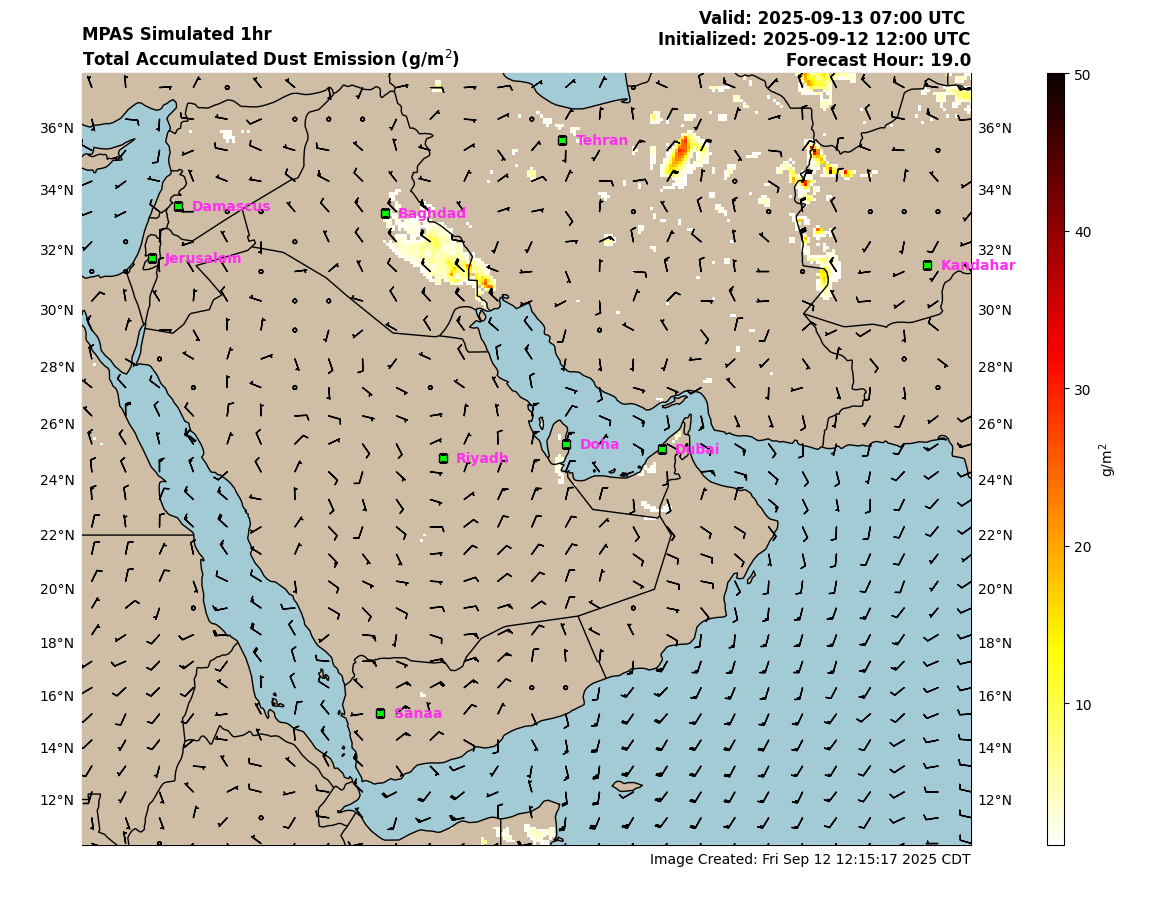 MPAS Simulated 1hr
Total Accumulated Dust Emission (g/m²)
Valid: 2025-09-13 07:00 UTC
Initialized: 2025-09-12 12:00 UTC
Forecast Hour: 19.0
36°N
34°N
32°N
30°N
28°N
26°N
24°N
22°N
20°N
18°N
16°N
14°N
12°N
Tehran
Damascus
Baghdad
Jerusalem
Kandahar
Doha
Dubai
Riyadh
Sanaa
36°N
34°N
32°N
30°N
28°N
26°N
24°N
22°N
20°N
18°N
16°N
14°N
12°N
50
40
30
20
10
g/m²
Image Created: Fri Sep 12 12:15:17 2025 CDT